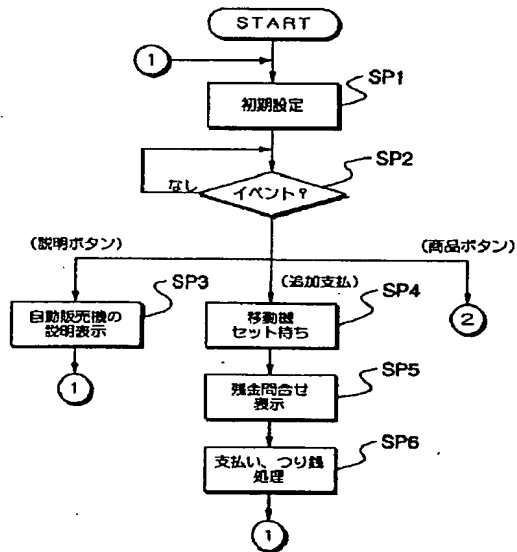 START
1
SP1
初期設定
SP2
なし
イベント？
(説明ボタン)
(商品ボタン)
SP3
(追加支払)
SP4
自動販売機の
説明表示
移動機
セット待ち
2
1
SP5
残金問合せ
表示
SP6
支払い、つり銭
処理
1